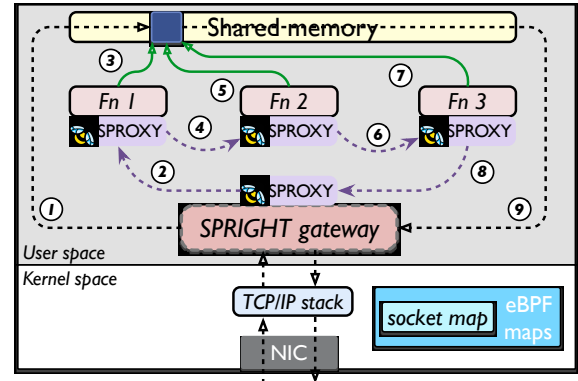 Shared memory
③
⑤
⑦
Fn 1
Fn 2
Fn 3
SPROXY
④
SPROXY
⑥
SPROXY
②
⑧
SPROXY
①
⑨
SPRIGHT gateway
User space
Kernel space
TCP/IP stack
socket map
eBPF
maps
NIC